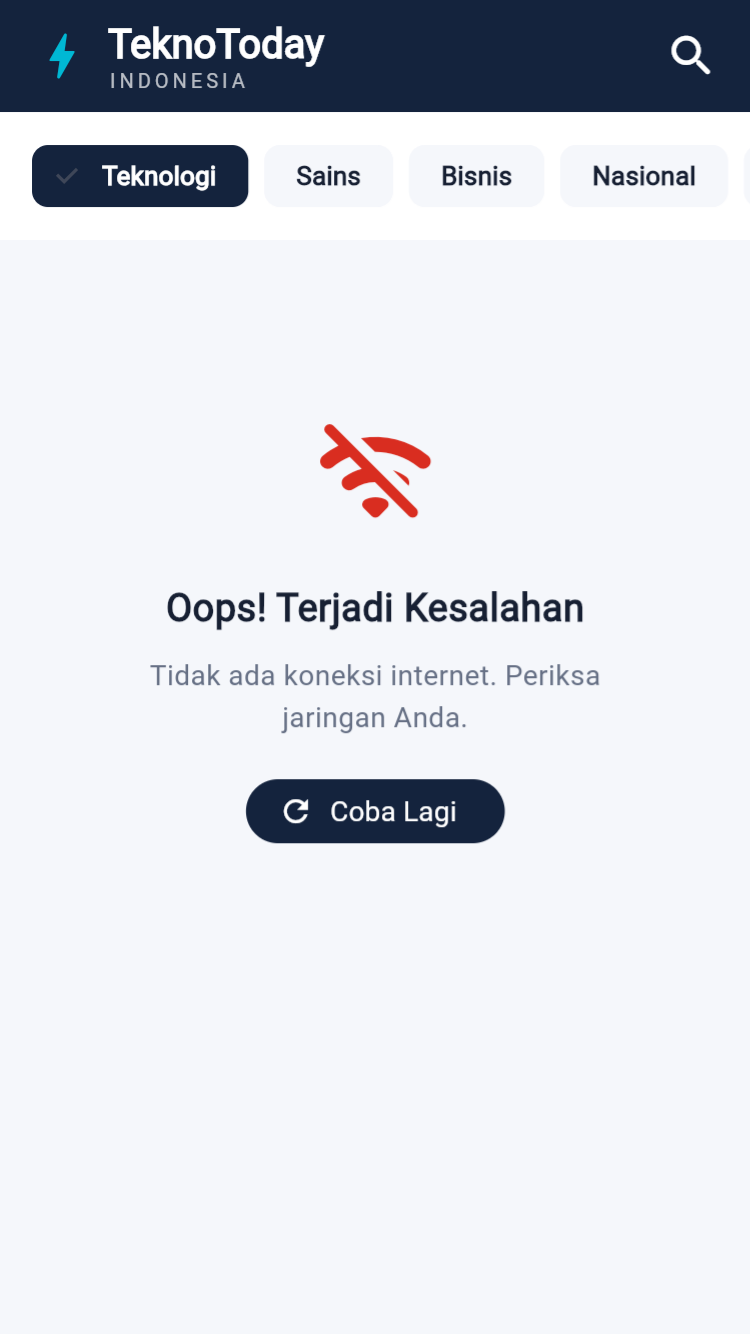 TeknoToday
INDONESIA
Teknologi
Sains
Bisnis
Nasional
Oops! Terjadi Kesalahan
Tidak ada koneksi internet. Periksa
jaringan Anda.
Coba Lagi